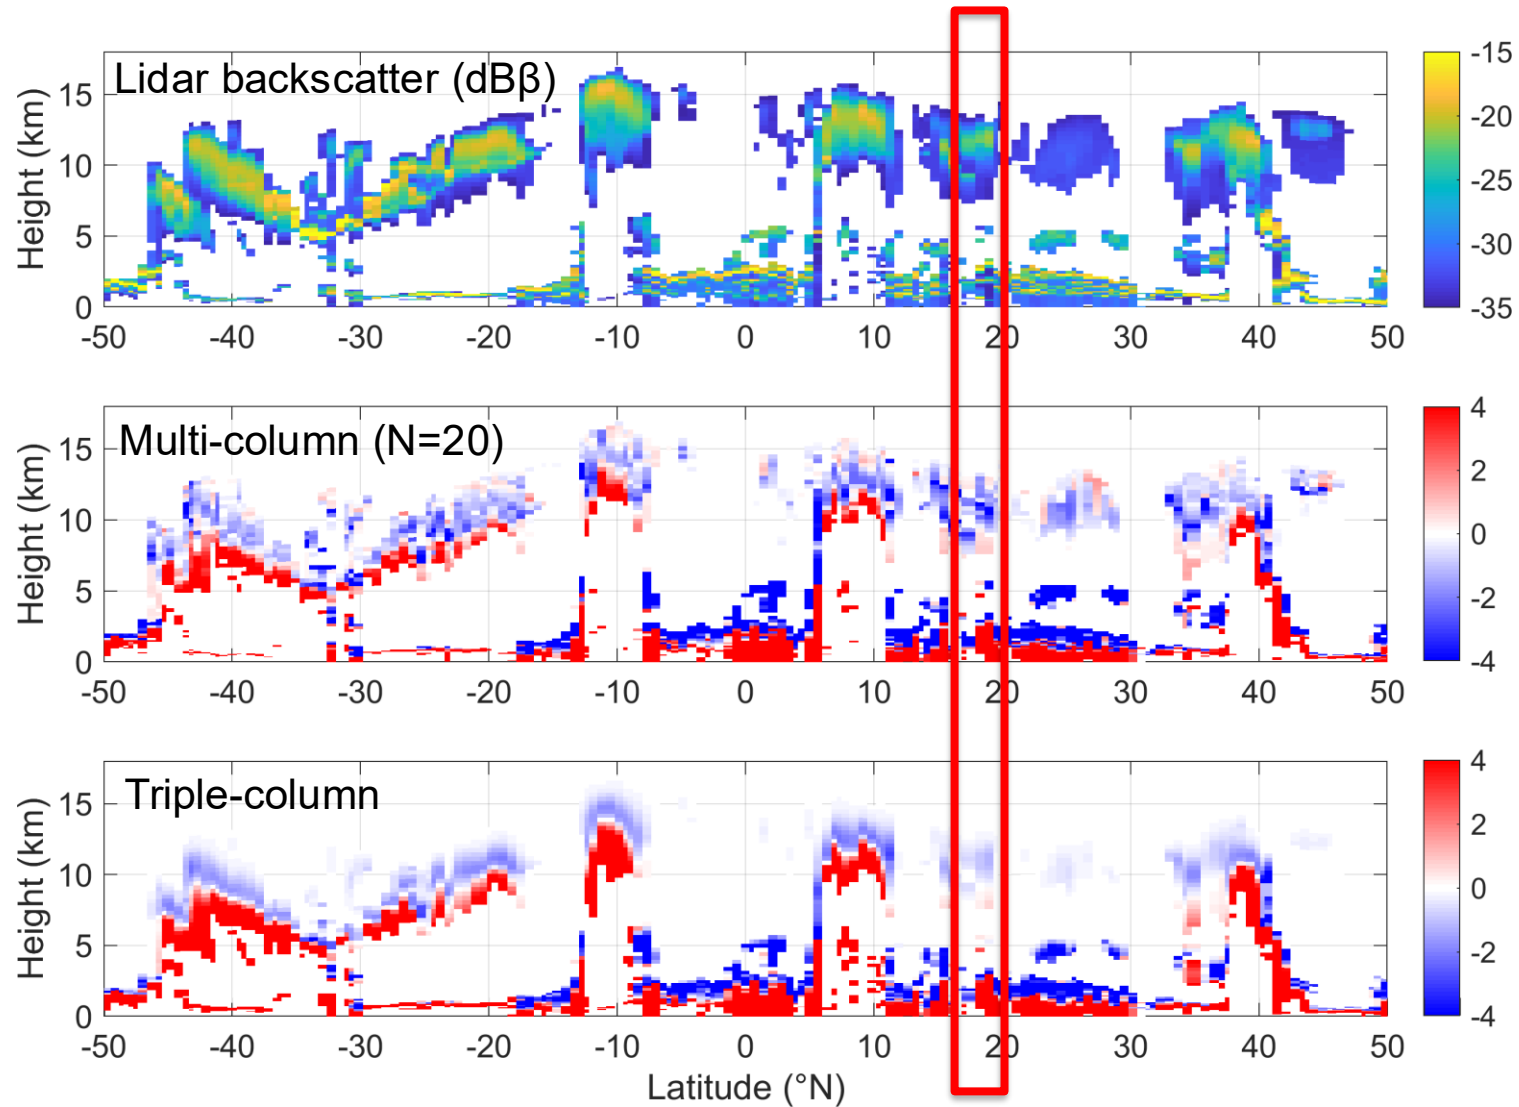 Lidar backscatter (dBβ)
Height (km)
15
10
5
0
-50 -40 -30 -20 -10 0 10 20 30 40 50
-15
-20
-25
-30
-35
Multi-column (N=20)
Height (km)
15
10
5
0
-50 -40 -30 -20 -10 0 10 20 30 40 50
4
2
0
-2
-4
Triple-column
Height (km)
15
10
5
0
-50 -40 -30 -20 -10 0 10 20 30 40 50
Latitude (°N)
4
2
0
-2
-4